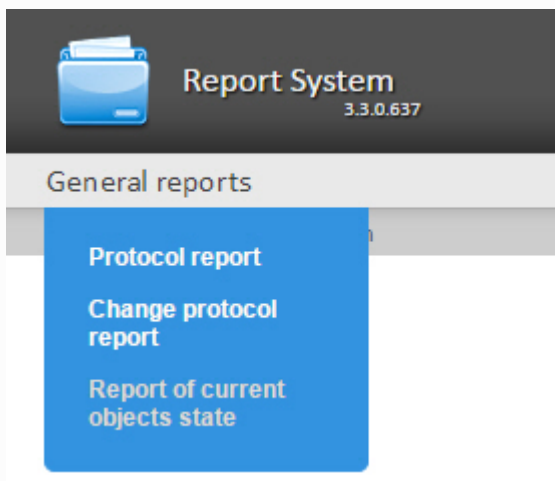 Report System
3.3.0.637
General reports
Protocol report
Change protocol
report
Report of current
objects state